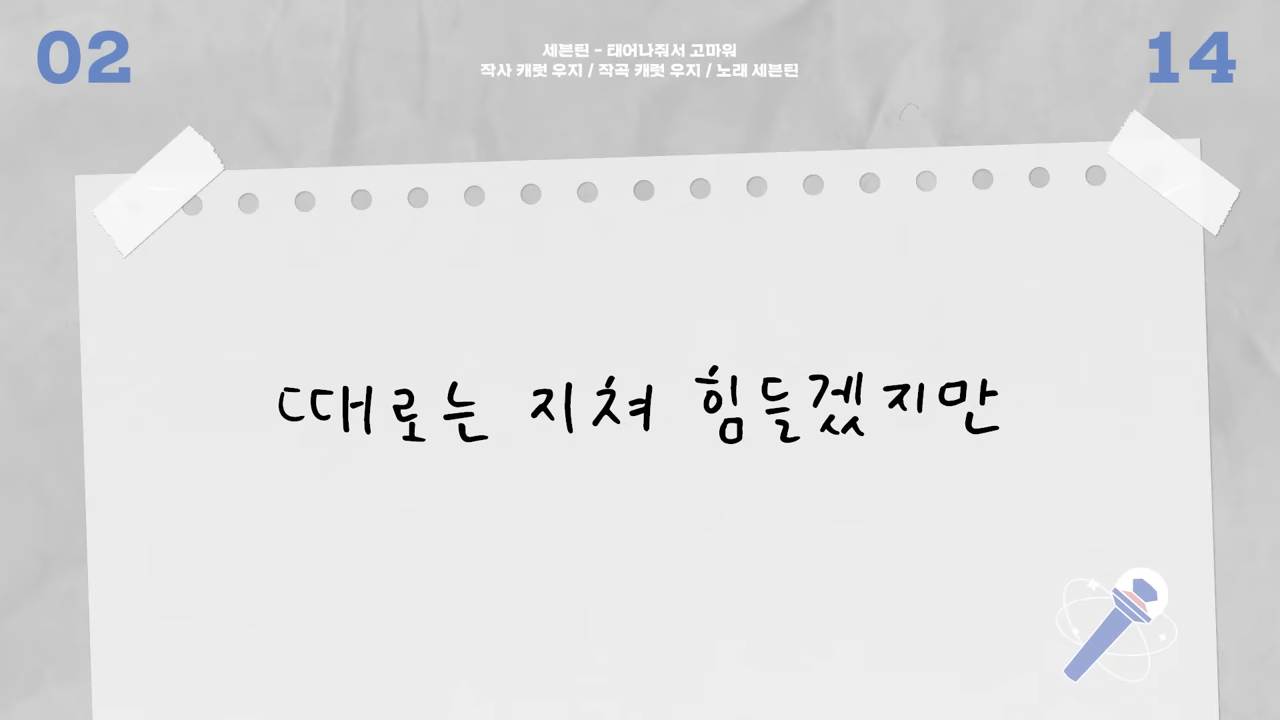 02
세븐틴 - 태어나줘서 고마워
작사 캐럿 우지 / 작곡 캐럿 우지 / 노래 세븐틴
14
때로는 지쳐 힘들겠지만